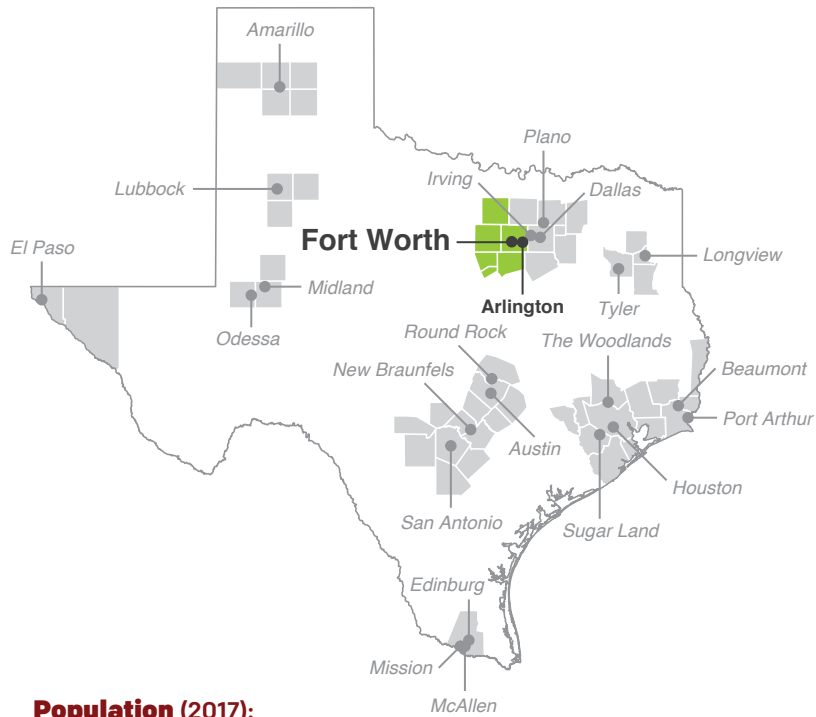 Amarillo
Plano
Irving
Dallas
Lubbock
Fort Worth
El Paso
Longview
Midland
Arlington
Tyler
Odessa
Round Rock
The Woodlands
New Braunfels
Beaumont
Port Arthur
Austin
Houston
San Antonio
Sugar Land
Edinburg
Mission
McAllen
Population (2017):